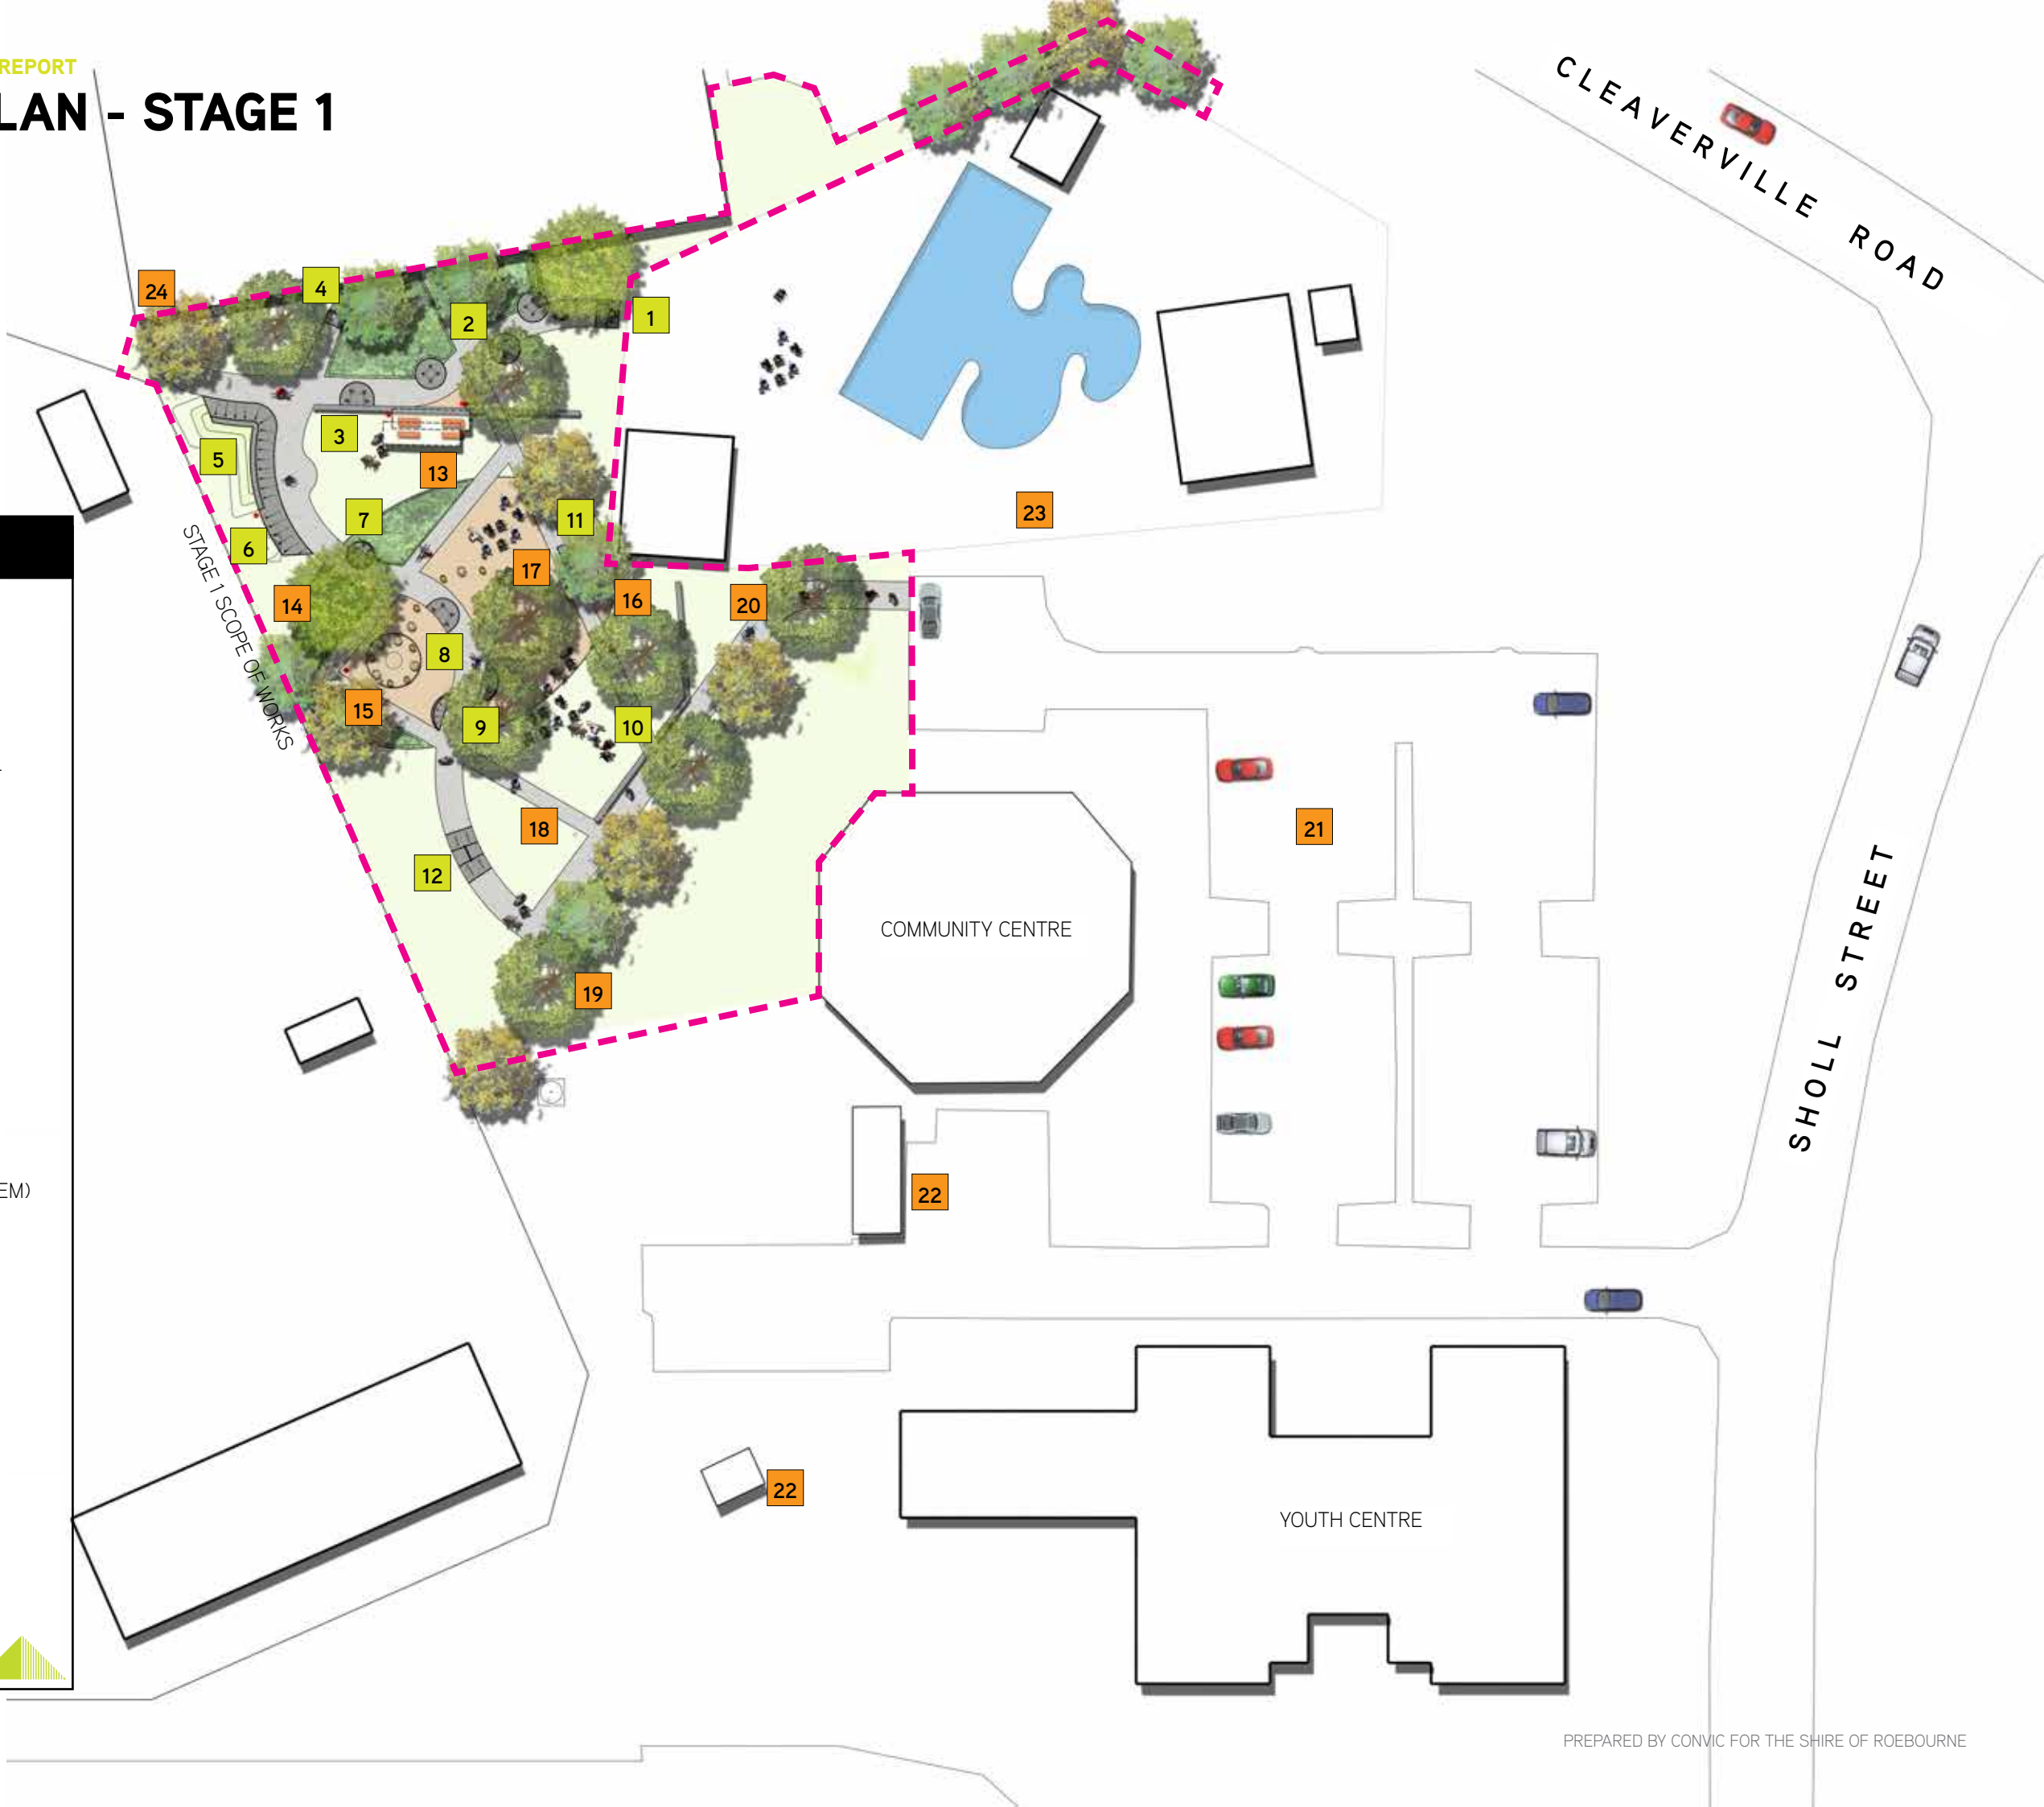 REPORT
LAN - STAGE 1
CLEAVERVILLE ROAD
24
4
2
1
3
5
13
7
11
23
6
17
14
16
20
8
15
9
10
STAGE 1 SCOPE OF WORKS
18
21
12
COMMUNITY CENTRE
19
SHOLL STREET
EM)
22
22
YOUTH CENTRE
PREPARED BY CONVIC FOR THE SHIRE OF ROEBOURNE